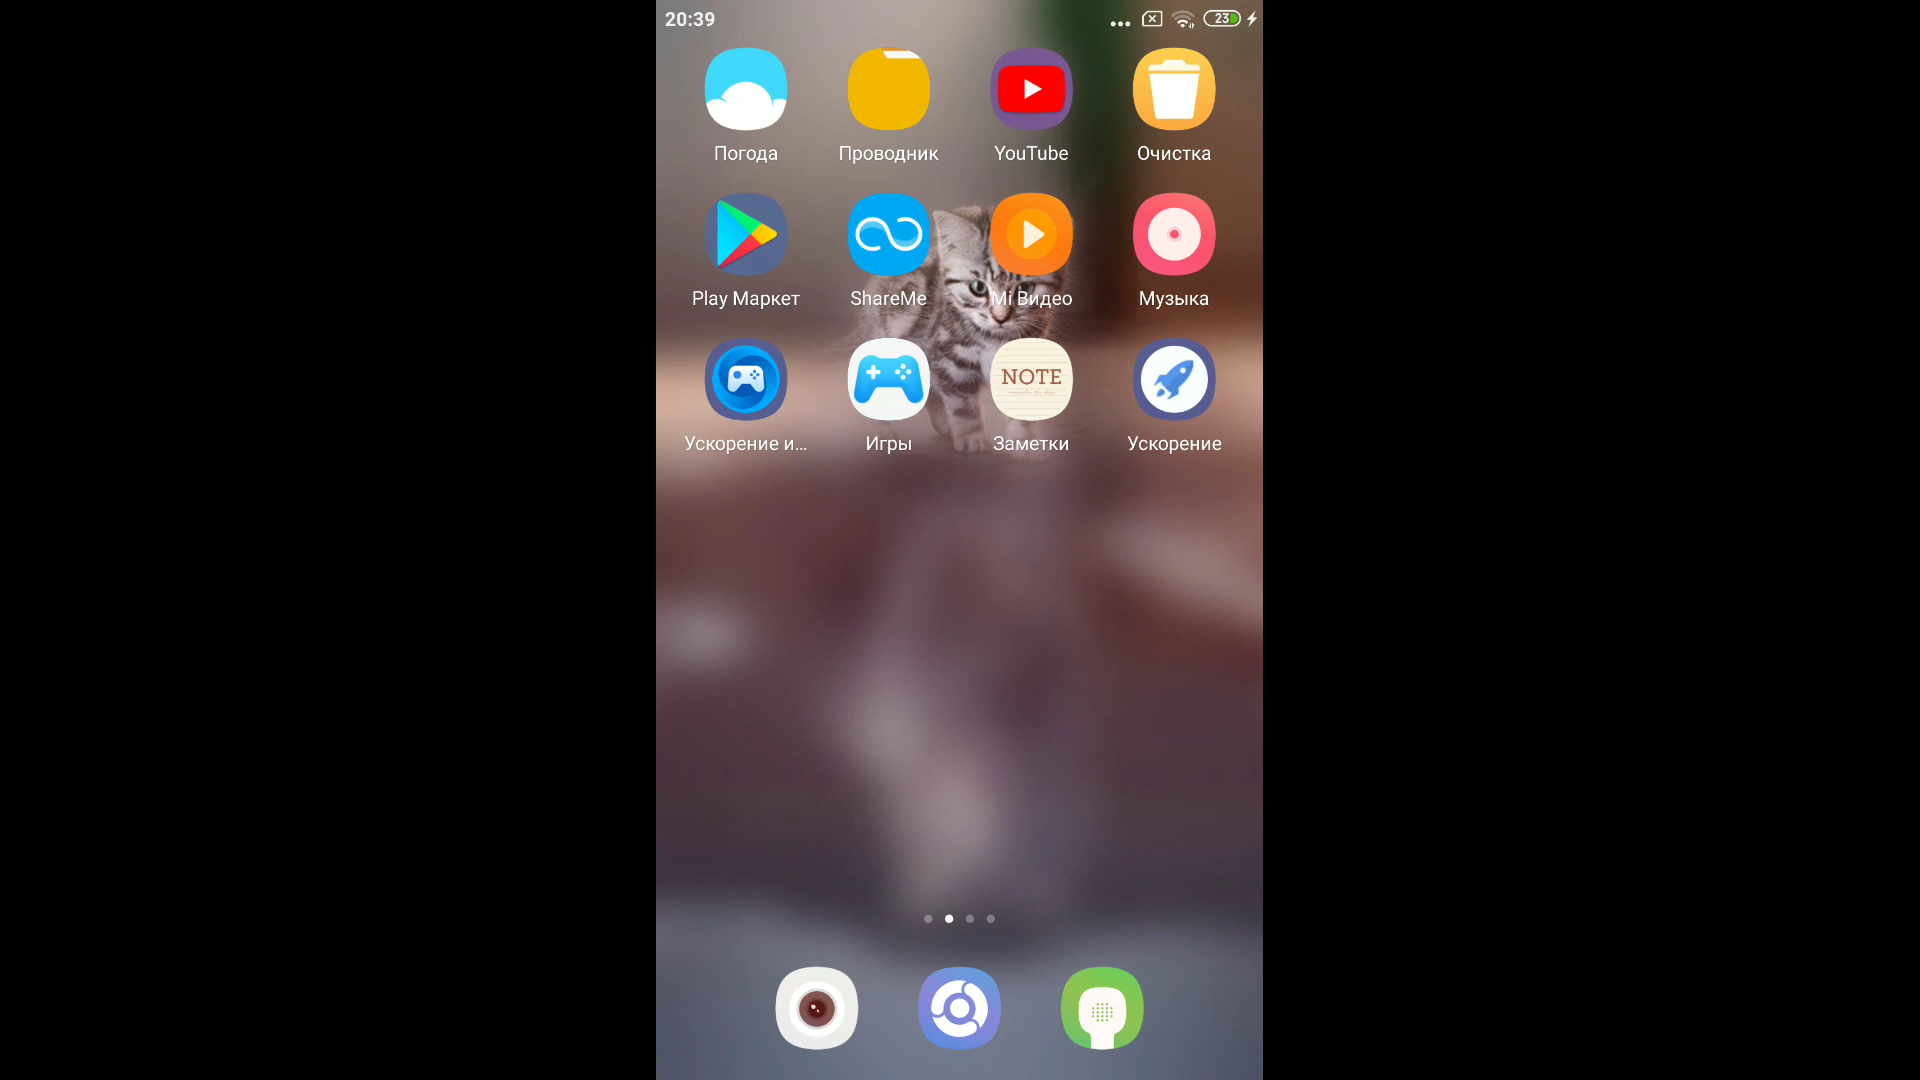 20:39
23
Погода
Проводник
YouTube
Очистка
Play Маркет
ShareMe
Mi Видео
Музыка
NOTE
Ускорение и...
Игры
Заметки
Ускорение